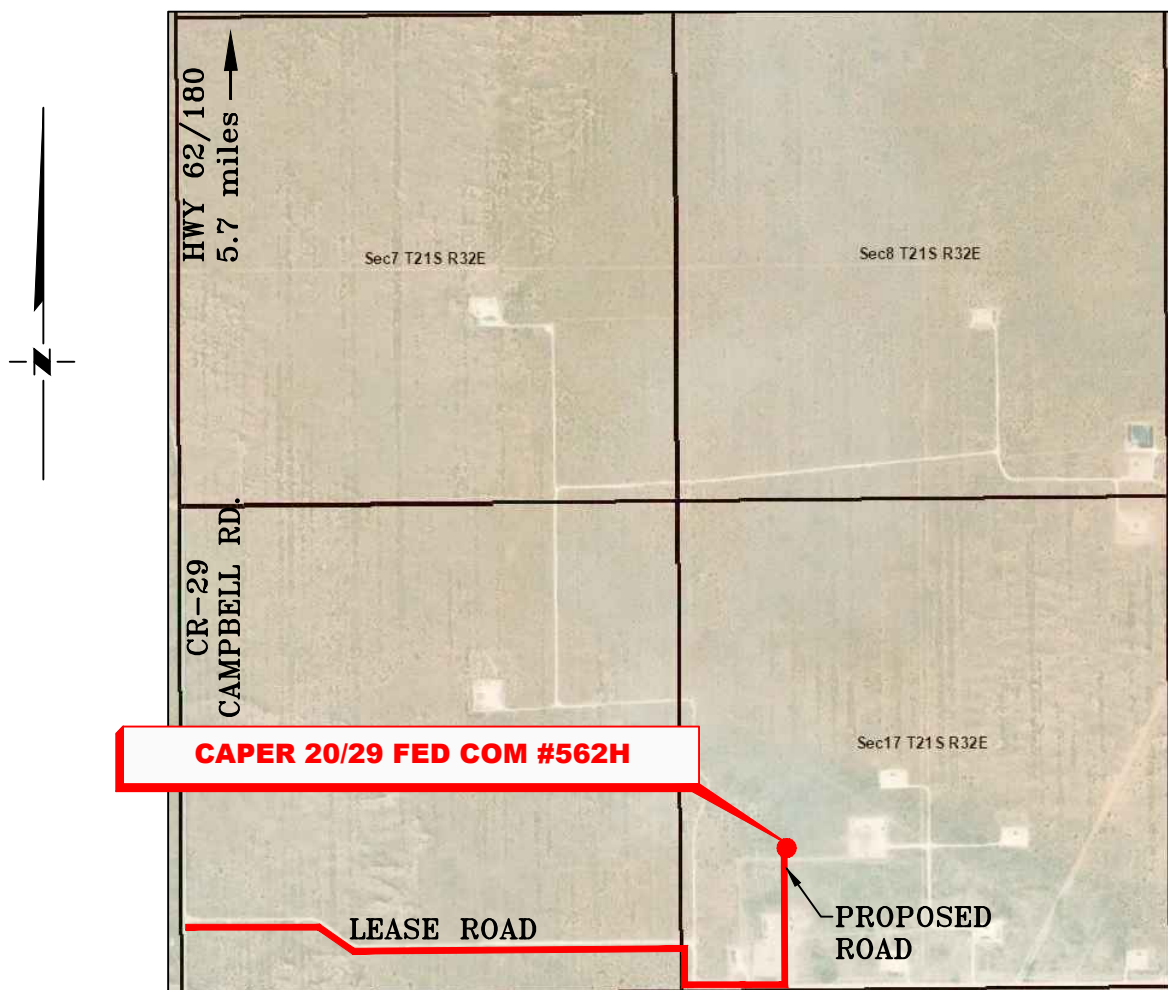 HWY 62/180
5.7 miles
Sec7 T21S R32E
Sec8 T21S R32E
N
CR-29
CAMPBELL RD.
CAPER 20/29 FED COM #562H
Sec17 T21S R32E
LEASE ROAD
PROPOSED
ROAD